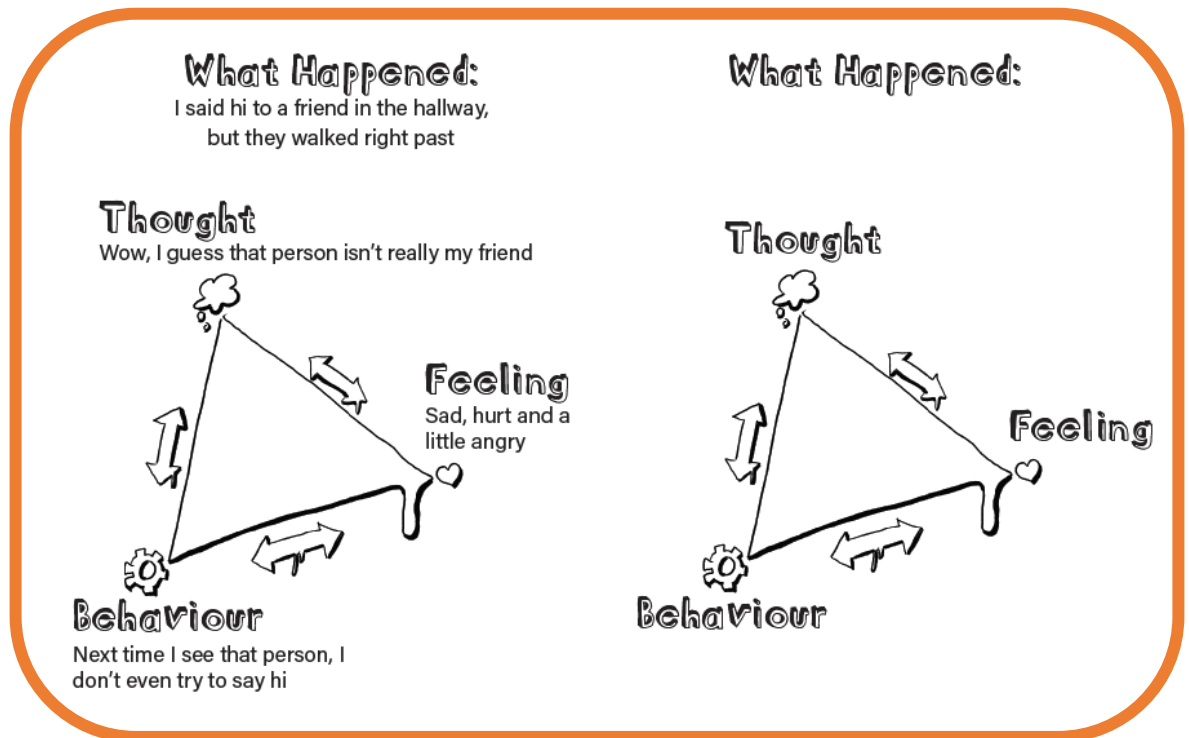 What Happened:
I said hi to a friend in the hallway,
but they walked right past
Thought
Wow, I guess that person isn’t really my friend
Feeling
Sad, hurt and a
little angry
Behaviour
Next time I see that person, I
don’t even try to say hi
What Happened:
Thought
Feeling
Behaviour